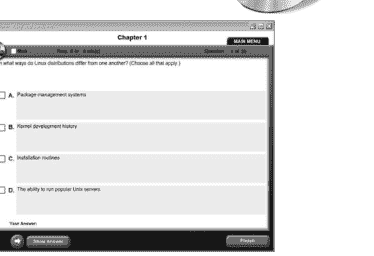 Chapter 1
MAIN MENU
what ways do Linux distributions differ from one another? (Choose all that apply.)
A. Package management systems
B. Kernel development history
C. Installation routines
D. The ability to run popular Unix servers
Your Answer:
Show Answer
Finish